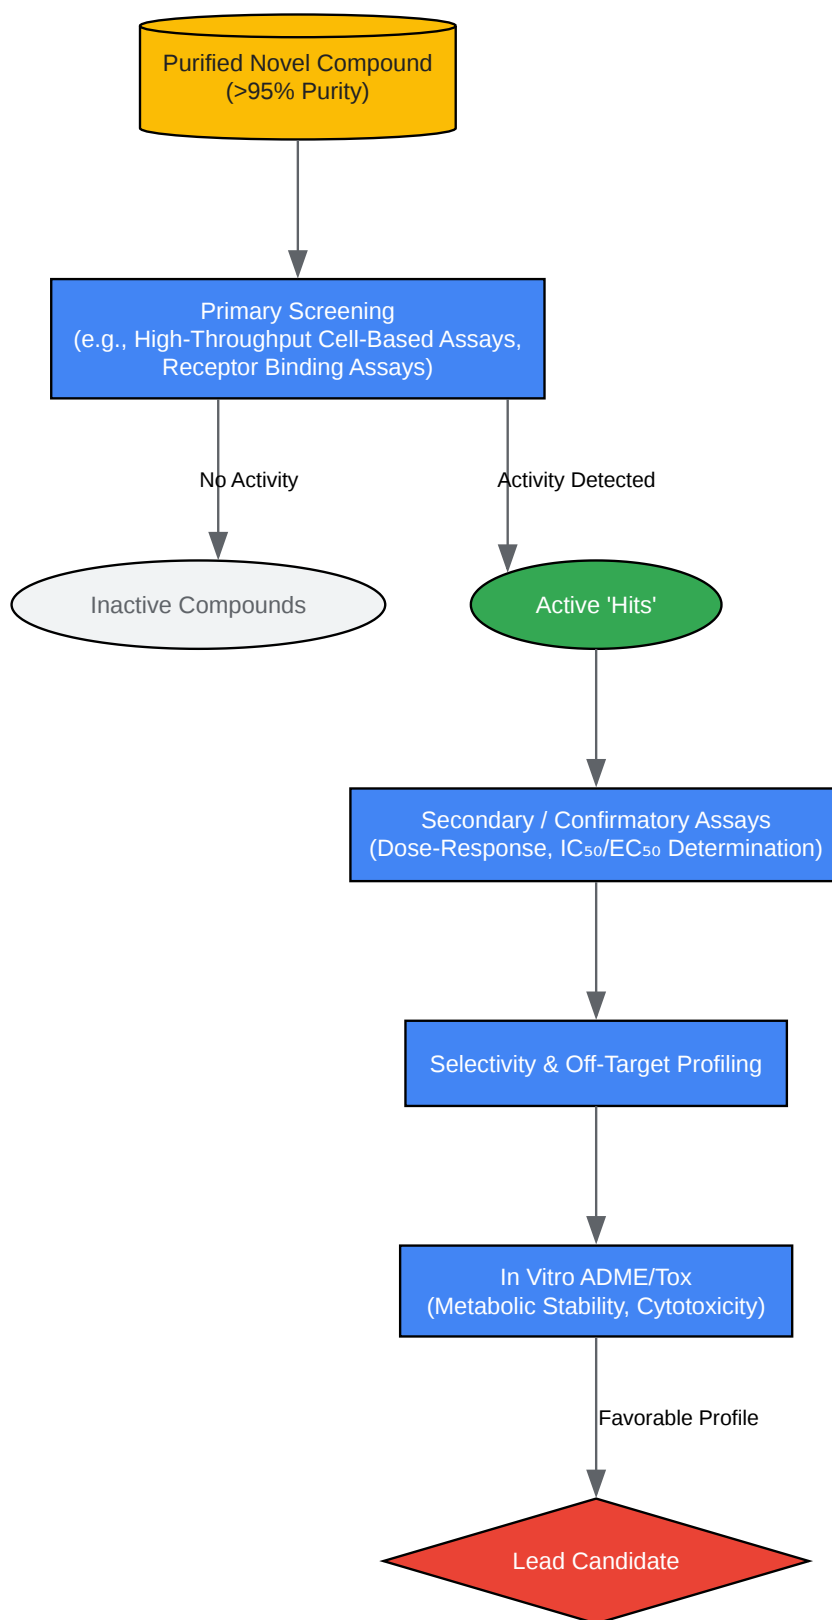 Purified Novel Compound
(>95% Purity)
Primary Screening
(e.g., High-Throughput Cell-Based Assays,
Receptor Binding Assays)
No Activity
Activity Detected
Inactive Compounds
Active 'Hits'
Secondary / Confirmatory Assays
(Dose-Response, IC₅₀/EC₅₀ Determination)
Selectivity & Off-Target Profiling
In Vitro ADME/Tox
(Metabolic Stability, Cytotoxicity)
Favorable Profile
Lead Candidate